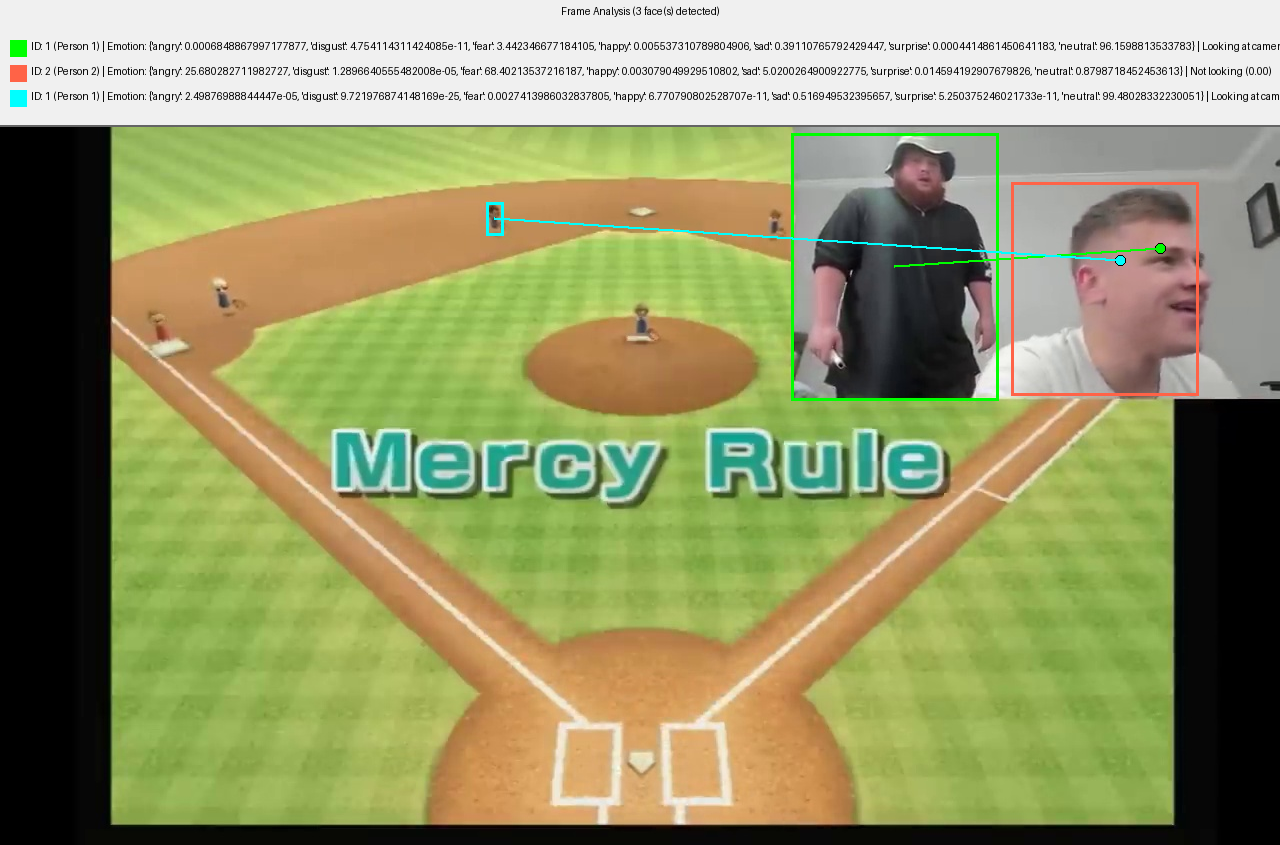 Frame Analysis (3 face(s) detected)
ID: 1 (Person 1) | Emotion: {'angry': 0.0006848867997177877, 'disgust': 4.754114311424085e-11, 'fear': 3.442346677184105, 'happy': 0.005537310789804906, 'sad': 0.39110765792429447, 'surprise': 0.0004414861450641183, 'neutral': 96.1598813533783} | Looking at camer
ID: 2 (Person 2) | Emotion: {'angry': 25.680282711982727, 'disgust': 1.2896640555482008e-05, 'fear': 68.40213537216187, 'happy': 0.003079049929510802, 'sad': 5.0200264900922775, 'surprise': 0.014594192907679826, 'neutral': 0.8798718452453613} | Not looking (0.00)
ID: 1 (Person 1) | Emotion: {'angry': 2.49876988844447e-05, 'disgust': 9.721976874148169e-25, 'fear': 0.0027413986032837805, 'happy': 6.770790802528707e-11, 'sad': 0.516949532395657, 'surprise': 5.250375246021733e-11, 'neutral': 99.48028332230051} | Looking at cam
Mercy Rule